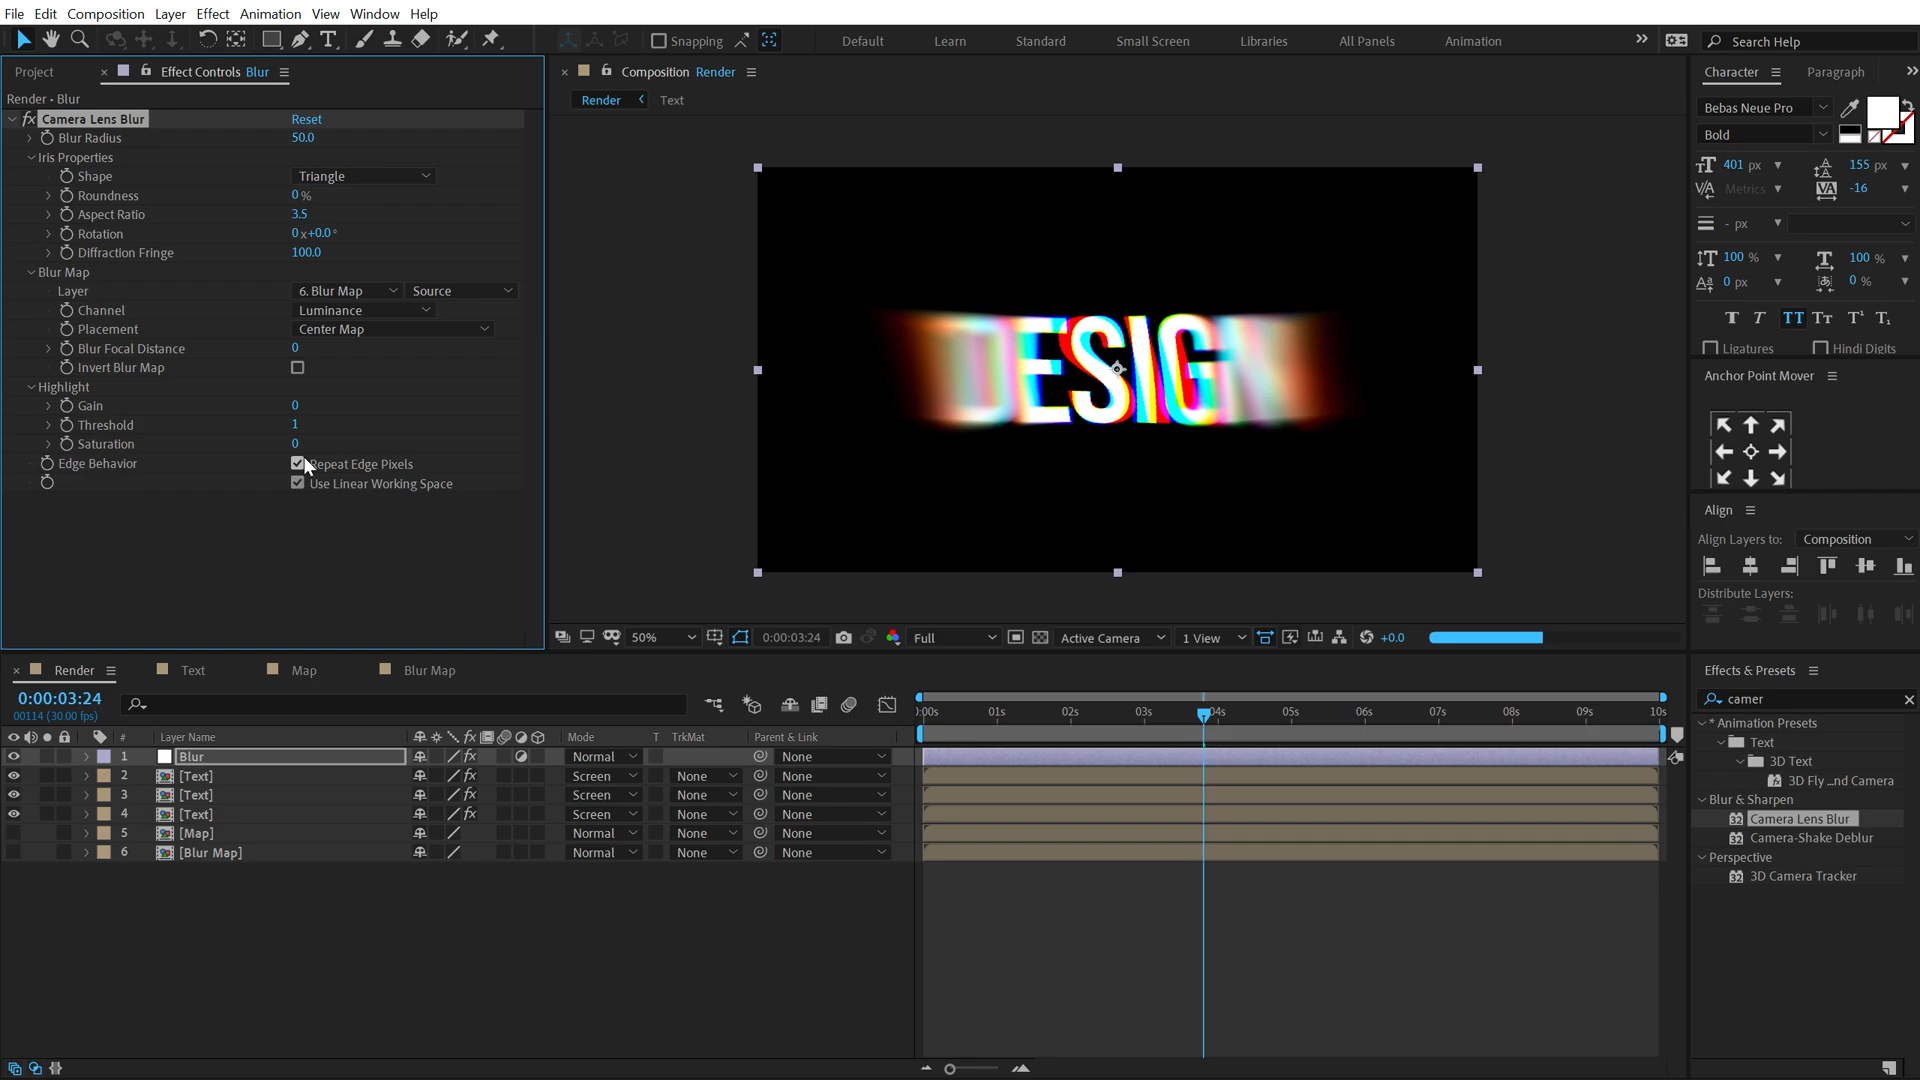 File Edit Composition Layer Effect Animation View Window Help
Snapping Default Learn Standard Small Screen Libraries All Panels Animation Search Help
Project Effect Controls Blur
Render • Blur
fx Camera Lens Blur Reset
Blur Radius 50.0
Iris Properties
Shape Triangle
Roundness 0 %
Aspect Ratio 3.5
Rotation 0 x+0.0 °
Diffraction Fringe 100.0
Blur Map
Layer 6. Blur Map Source
Channel Luminance
Placement Center Map
Blur Focal Distance 0
Invert Blur Map
Highlight
Gain 0
Threshold 1
Saturation 0
Edge Behavior Repeat Edge Pixels
Use Linear Working Space
Composition Render
Render Text
DESIGN
50% 0:00:03:24 Full Active Camera 1 View +0.0
Character Paragraph
Bebas Neue Pro
Bold
401 px 155 px
Metrics -16
- px
100 % 100 %
0 px 0 %
Ligatures Hindi Digits
Anchor Point Mover
Align
Align Layers to: Composition
Distribute Layers:
Render Text Map Blur Map
0:00:03:24
00114 (30.00 fps)
# Layer Name Mode T TrkMat Parent & Link
1 Blur Normal None
2 [Text] Screen None None
3 [Text] Screen None None
4 [Text] Screen None None
5 [Map] Normal None None
6 [Blur Map] Normal None None
):00s 01s 02s 03s 04s 05s 06s 07s 08s 09s 10s
Effects & Presets
camer
* Animation Presets
Text
3D Text
3D Fly ...nd Camera
Blur & Sharpen
Camera Lens Blur
Camera-Shake Deblur
Perspective
3D Camera Tracker